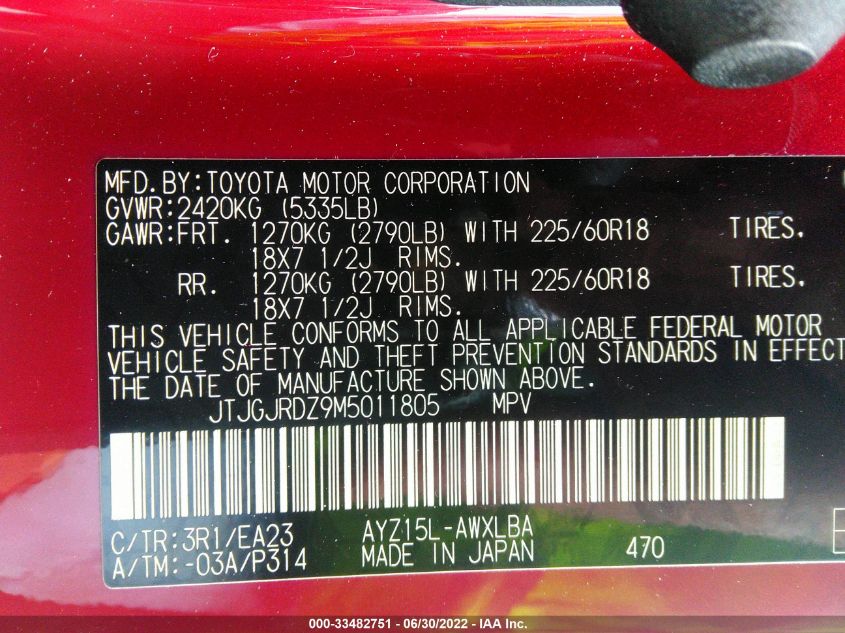 MFD.BY:TOYOTA MOTOR CORPORATION
GVWR:2420KG (5335LB)
GAWR:FRT. 1270KG (2790LB) WITH 225/60R18 TIRES.
18X7 1/2J RIMS.
RR. 1270KG (2790LB) WITH 225/60R18 TIRES.
18X7 1/2J RIMS.
THIS VEHICLE CONFORMS TO ALL APPLICABLE FEDERAL MOTOR
VEHICLE SAFETY AND THEFT PREVENTION STANDARDS IN EFFECT
THE DATE OF MANUFACTURE SHOWN ABOVE.
JTJGJRDZ9M5011805 MPV
C/TR:3R1/EA23 AYZ15L-AWXLBA
A/TM:-03A/P314 MADE IN JAPAN 470
000-33482751 - 06/30/2022 - IAA Inc.